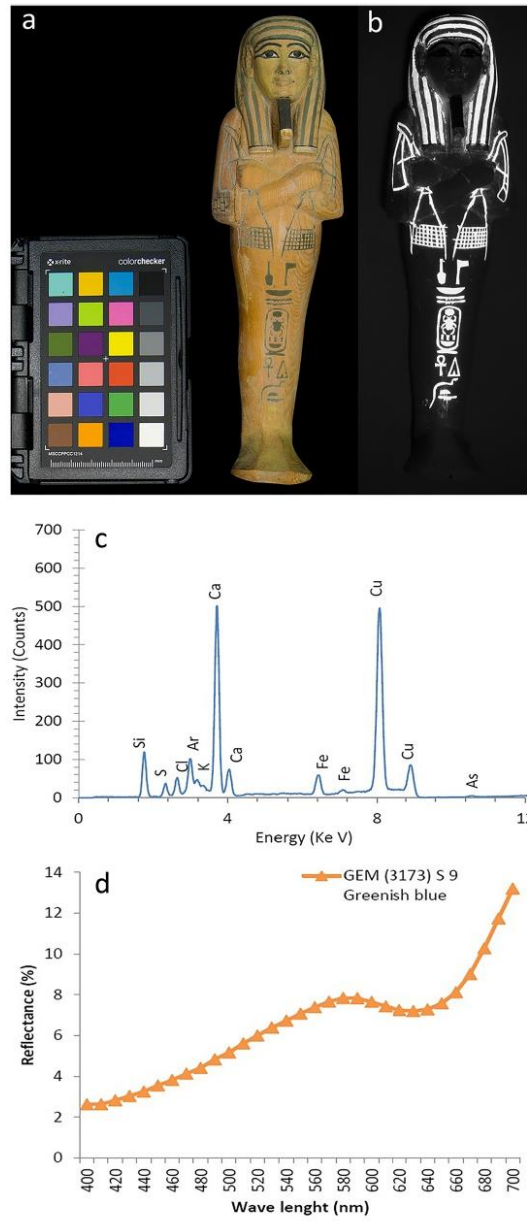 a
b
x-rite colorchecker
MSCCPPCC1214
c
700
600
500
400
300
200
100
0
Intensity (Counts)
Si
S
Cl
Ar
K
Ca
Ca
Fe
Fe
Cu
Cu
As
0 4 8 12
Energy (Ke V)
d
14
12
10
8
6
4
2
0
Reflectance (%)
GEM (3173) S 9
Greenish blue
400 420 440 460 480 500 520 540 560 580 600 620 640 660 680 700
Wave lenght (nm)